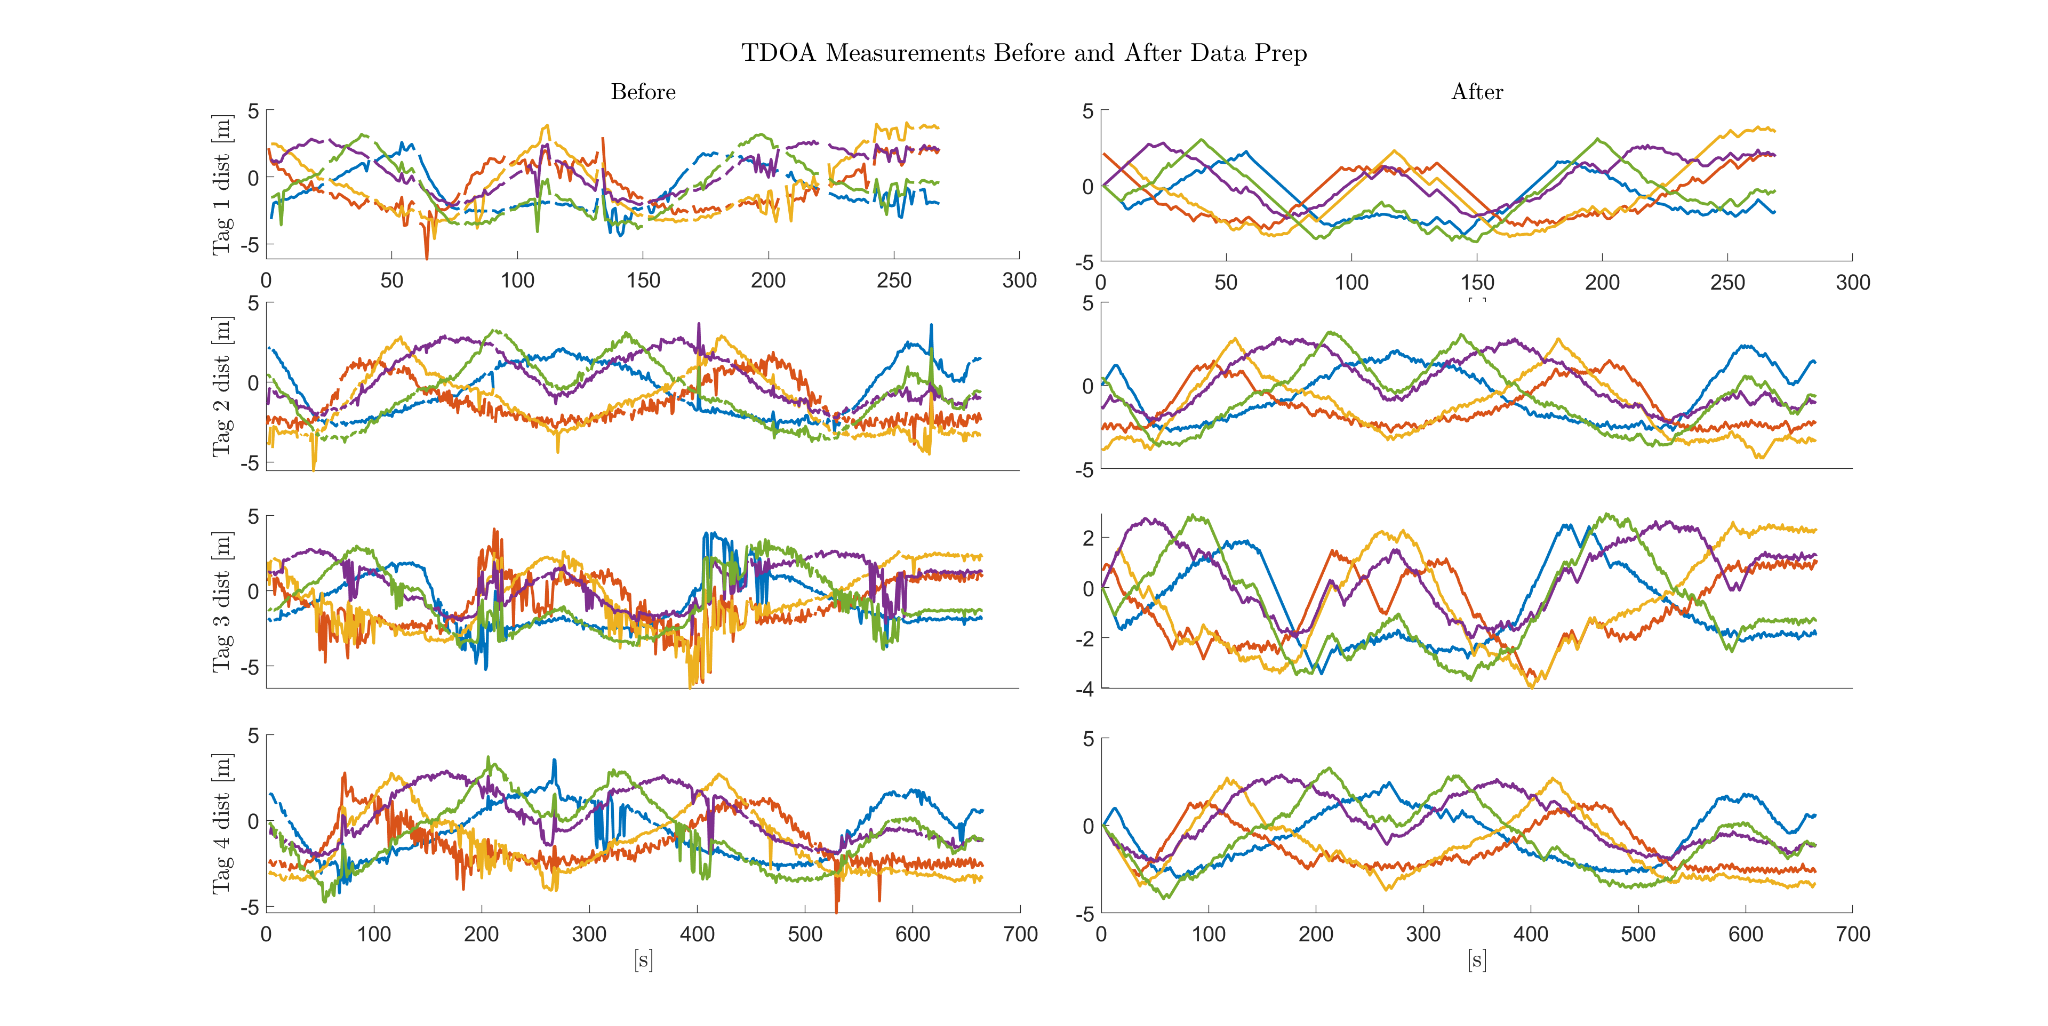 TDOA Measurements Before and After Data Prep
Before
After
Tag 1 dist [m]
5
0
-5
0 50 100 150 200 250 300
5
0
-5
0 50 100 150 200 250 300
Tag 2 dist [m]
5
0
-5
5
0
-5
Tag 3 dist [m]
5
0
-5
2
0
-2
-4
Tag 4 dist [m]
5
0
-5
0 100 200 300 400 500 600 700
[s]
5
0
-5
0 100 200 300 400 500 600 700
[s]